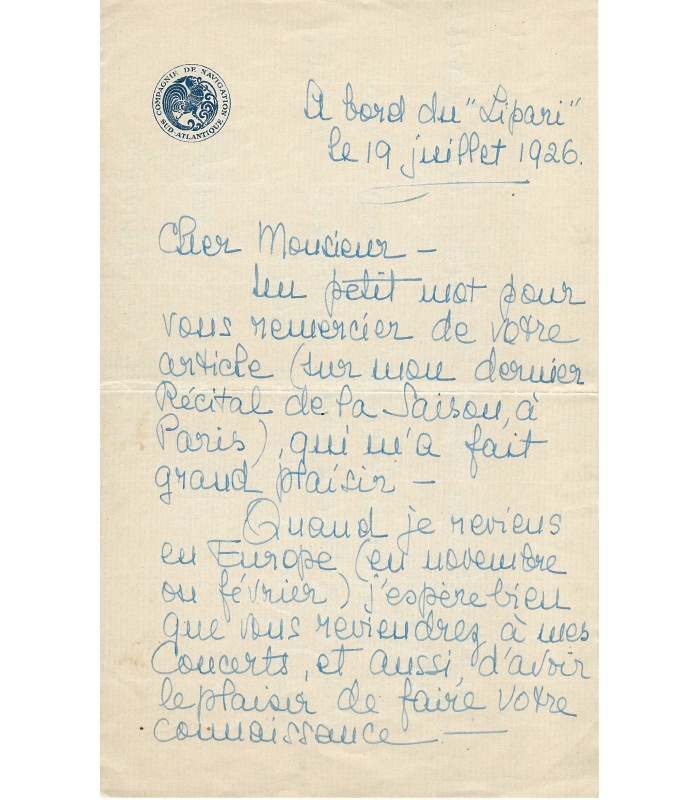 COMPAGNIE DE NAVIGATION SUD-ATLANTIQUE
A bord du "Lipari"
le 19 juillet 1926.
Cher Monsieur -
Un petit mot pour
vous remercier de votre
article (sur mon dernier
Récital de la Saison, à
Paris), qui m'a fait
grand plaisir -
Quand je reviens
en Europe (en novembre
ou février) j'espère bien
que vous reviendrez à mes
Concerts, et aussi d'avoir
le plaisir de faire votre
connaissance -